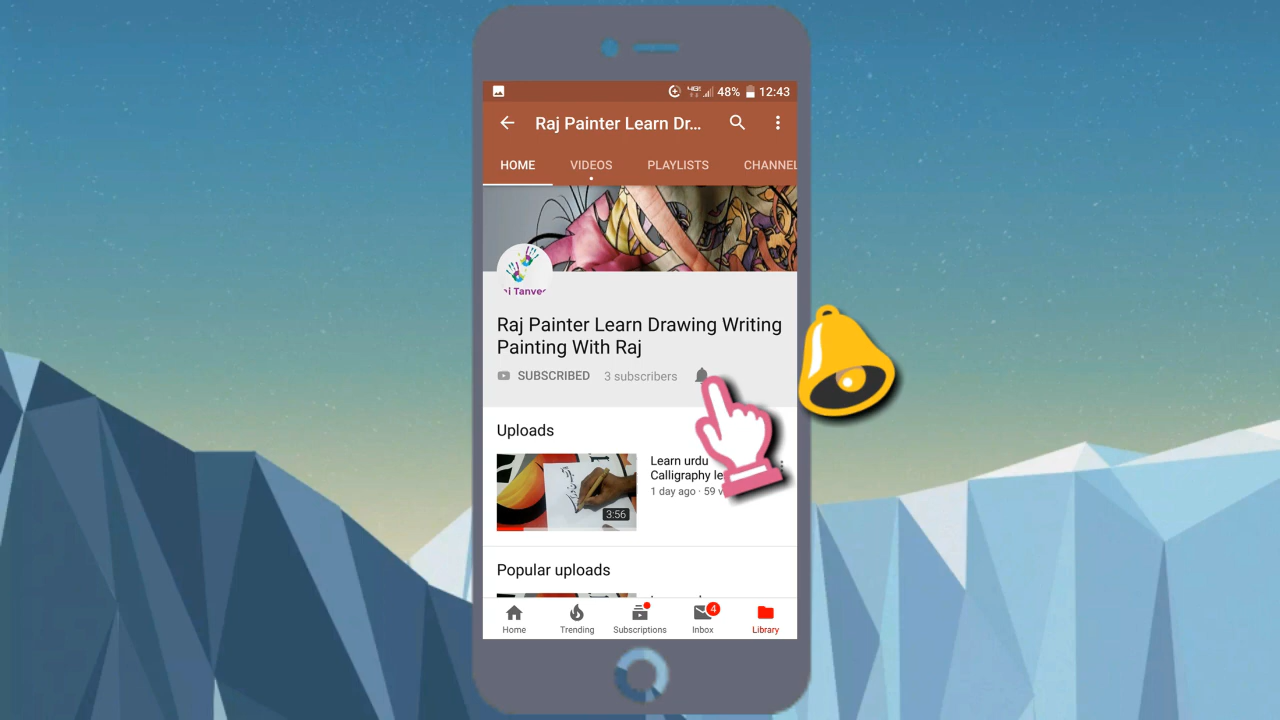 48% 12:43
Raj Painter Learn Dr...
HOME VIDEOS PLAYLISTS CHANNEL
Raj Painter Learn Drawing Writing
Painting With Raj
SUBSCRIBED 3 subscribers
Uploads
Learn urdu
Calligraphy le
1 day ago · 59 v
3:56
Popular uploads
4
Home Trending Subscriptions Inbox Library